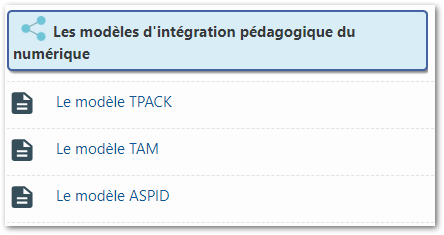 Les modèles d'intégration pédagogique du
numérique
Le modèle TPACK
Le modèle TAM
Le modèle ASPID